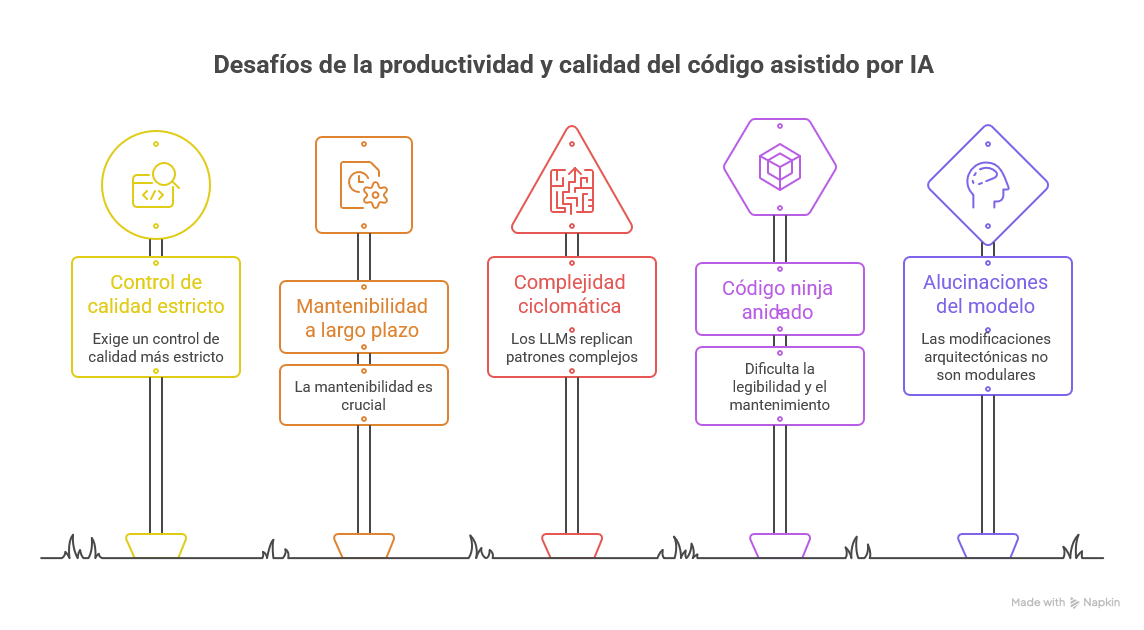 Desafíos de la productividad y calidad del código asistido por IA
Control de
calidad estricto
Exige un control de
calidad más estricto
Mantenibilidad
a largo plazo
La mantenibilidad es
crucial
Complejidad
ciclomática
Los LLMs replican
patrones complejos
Código ninja
anidado
Dificulta la
legibilidad y el
mantenimiento
Alucinaciones
del modelo
Las modificaciones
arquitectónicas no
son modulares
Made with Napkin